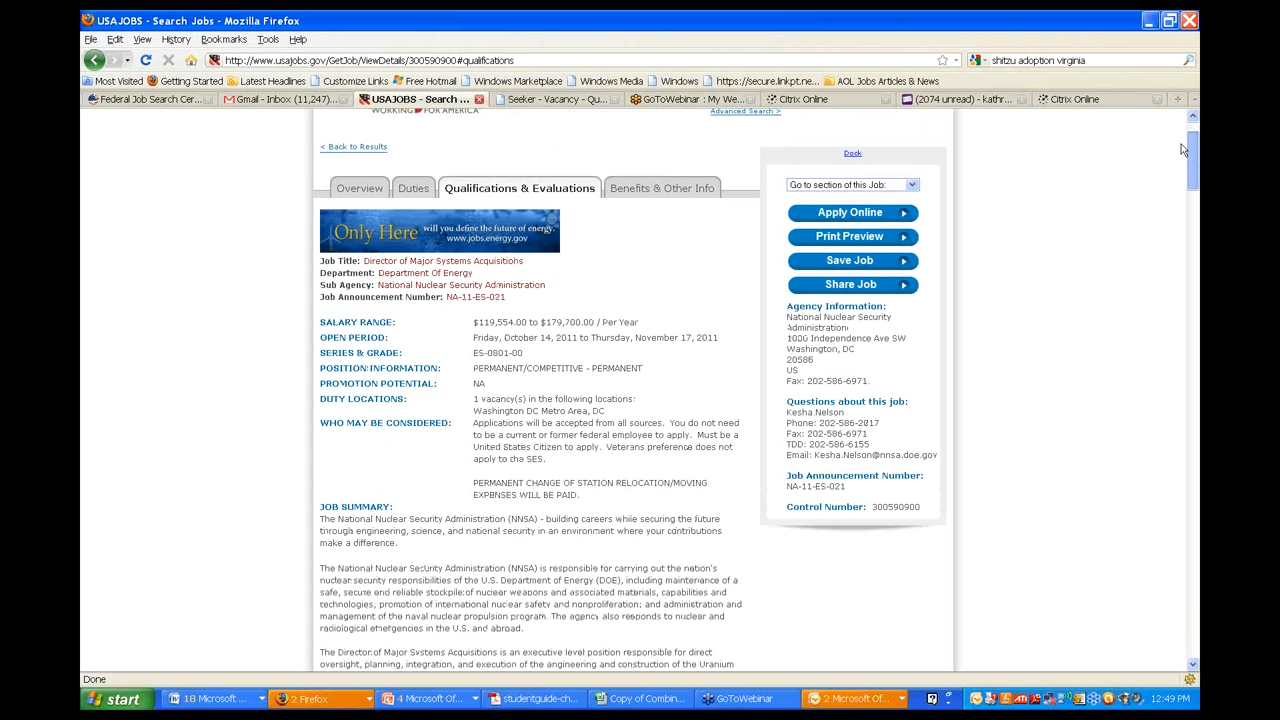 USAJOBS - Search Jobs - Mozilla Firefox
File Edit View History Bookmarks Tools Help
http://www.usajobs.gov/GetJob/ViewDetails/300590900#qualifications
shitzu adoption virginia
Most Visited Getting Started Latest Headlines Customize Links Free Hotmail Windows Marketplace Windows Media Windows https://secure.linkit.ne... AOL Jobs Articles & News
Federal Job Search Cer... Gmail - Inbox (11,247)... USAJOBS - Search ... Seeker - Vacancy - Qu... GoToWebinar : My We... Citrix Online (2074 unread) - kathr... Citrix Online
WORKING FOR AMERICA
Advanced Search >
< Back to Results
Dock
Overview Duties Qualifications & Evaluations Benefits & Other Info
Only Here will you define the future of energy.
www.jobs.energy.gov
Job Title: Director of Major Systems Acquisitions
Department: Department Of Energy
Sub Agency: National Nuclear Security Administration
Job Announcement Number: NA-11-ES-021
SALARY RANGE: $119,554.00 to $179,700.00 / Per Year
OPEN PERIOD: Friday, October 14, 2011 to Thursday, November 17, 2011
SERIES & GRADE: ES-0801-00
POSITION INFORMATION: PERMANENT/COMPETITIVE - PERMANENT
PROMOTION POTENTIAL: NA
DUTY LOCATIONS: 1 vacancy(s) in the following locations:
Washington DC Metro Area, DC
WHO MAY BE CONSIDERED: Applications will be accepted from all sources. You do not need
to be a current or former federal employee to apply. Must be a
United States Citizen to apply. Veterans preference does not
apply to the SES.
PERMANENT CHANGE OF STATION RELOCATION/MOVING
EXPENSES WILL BE PAID.
JOB SUMMARY:
The National Nuclear Security Administration (NNSA) - building careers while securing the future
through engineering, science, and national security in an environment where your contributions
make a difference.
The National Nuclear Security Administration (NNSA) is responsible for carrying out the nation's
nuclear security responsibilities of the U.S. Department of Energy (DOE), including maintenance of a
safe, secure and reliable stockpile of nuclear weapons and associated materials, capabilities and
technologies, promotion of international nuclear safety and nonproliferation; and administration and
management of the naval nuclear propulsion program. The agency also responds to nuclear and
radiological emergencies in the U.S. and abroad.
The Director of Major Systems Acquisitions is an executive level position responsible for direct
oversight, planning, integration, and execution of the engineering and construction of the Uranium
Go to section of this Job:
Apply Online
Print Preview
Save Job
Share Job
Agency Information:
National Nuclear Security
Administration
1000 Independence Ave SW
Washington, DC
20585
US
Fax: 202-586-6971
Questions about this job:
Kesha.Nelson
Phone: 202-586-2017
Fax: 202-586-6971
TDD: 202-586-6155
Email: Kesha.Nelson@nnsa.doe.gov
Job Announcement Number:
NA-11-ES-021
Control Number: 300590900
Done
start 18 Microsoft ... 2 Firefox 4 Microsoft Of... studentguide-ch... Copy of Combin... GoToWebinar 2 Microsoft Of... 12:49 PM